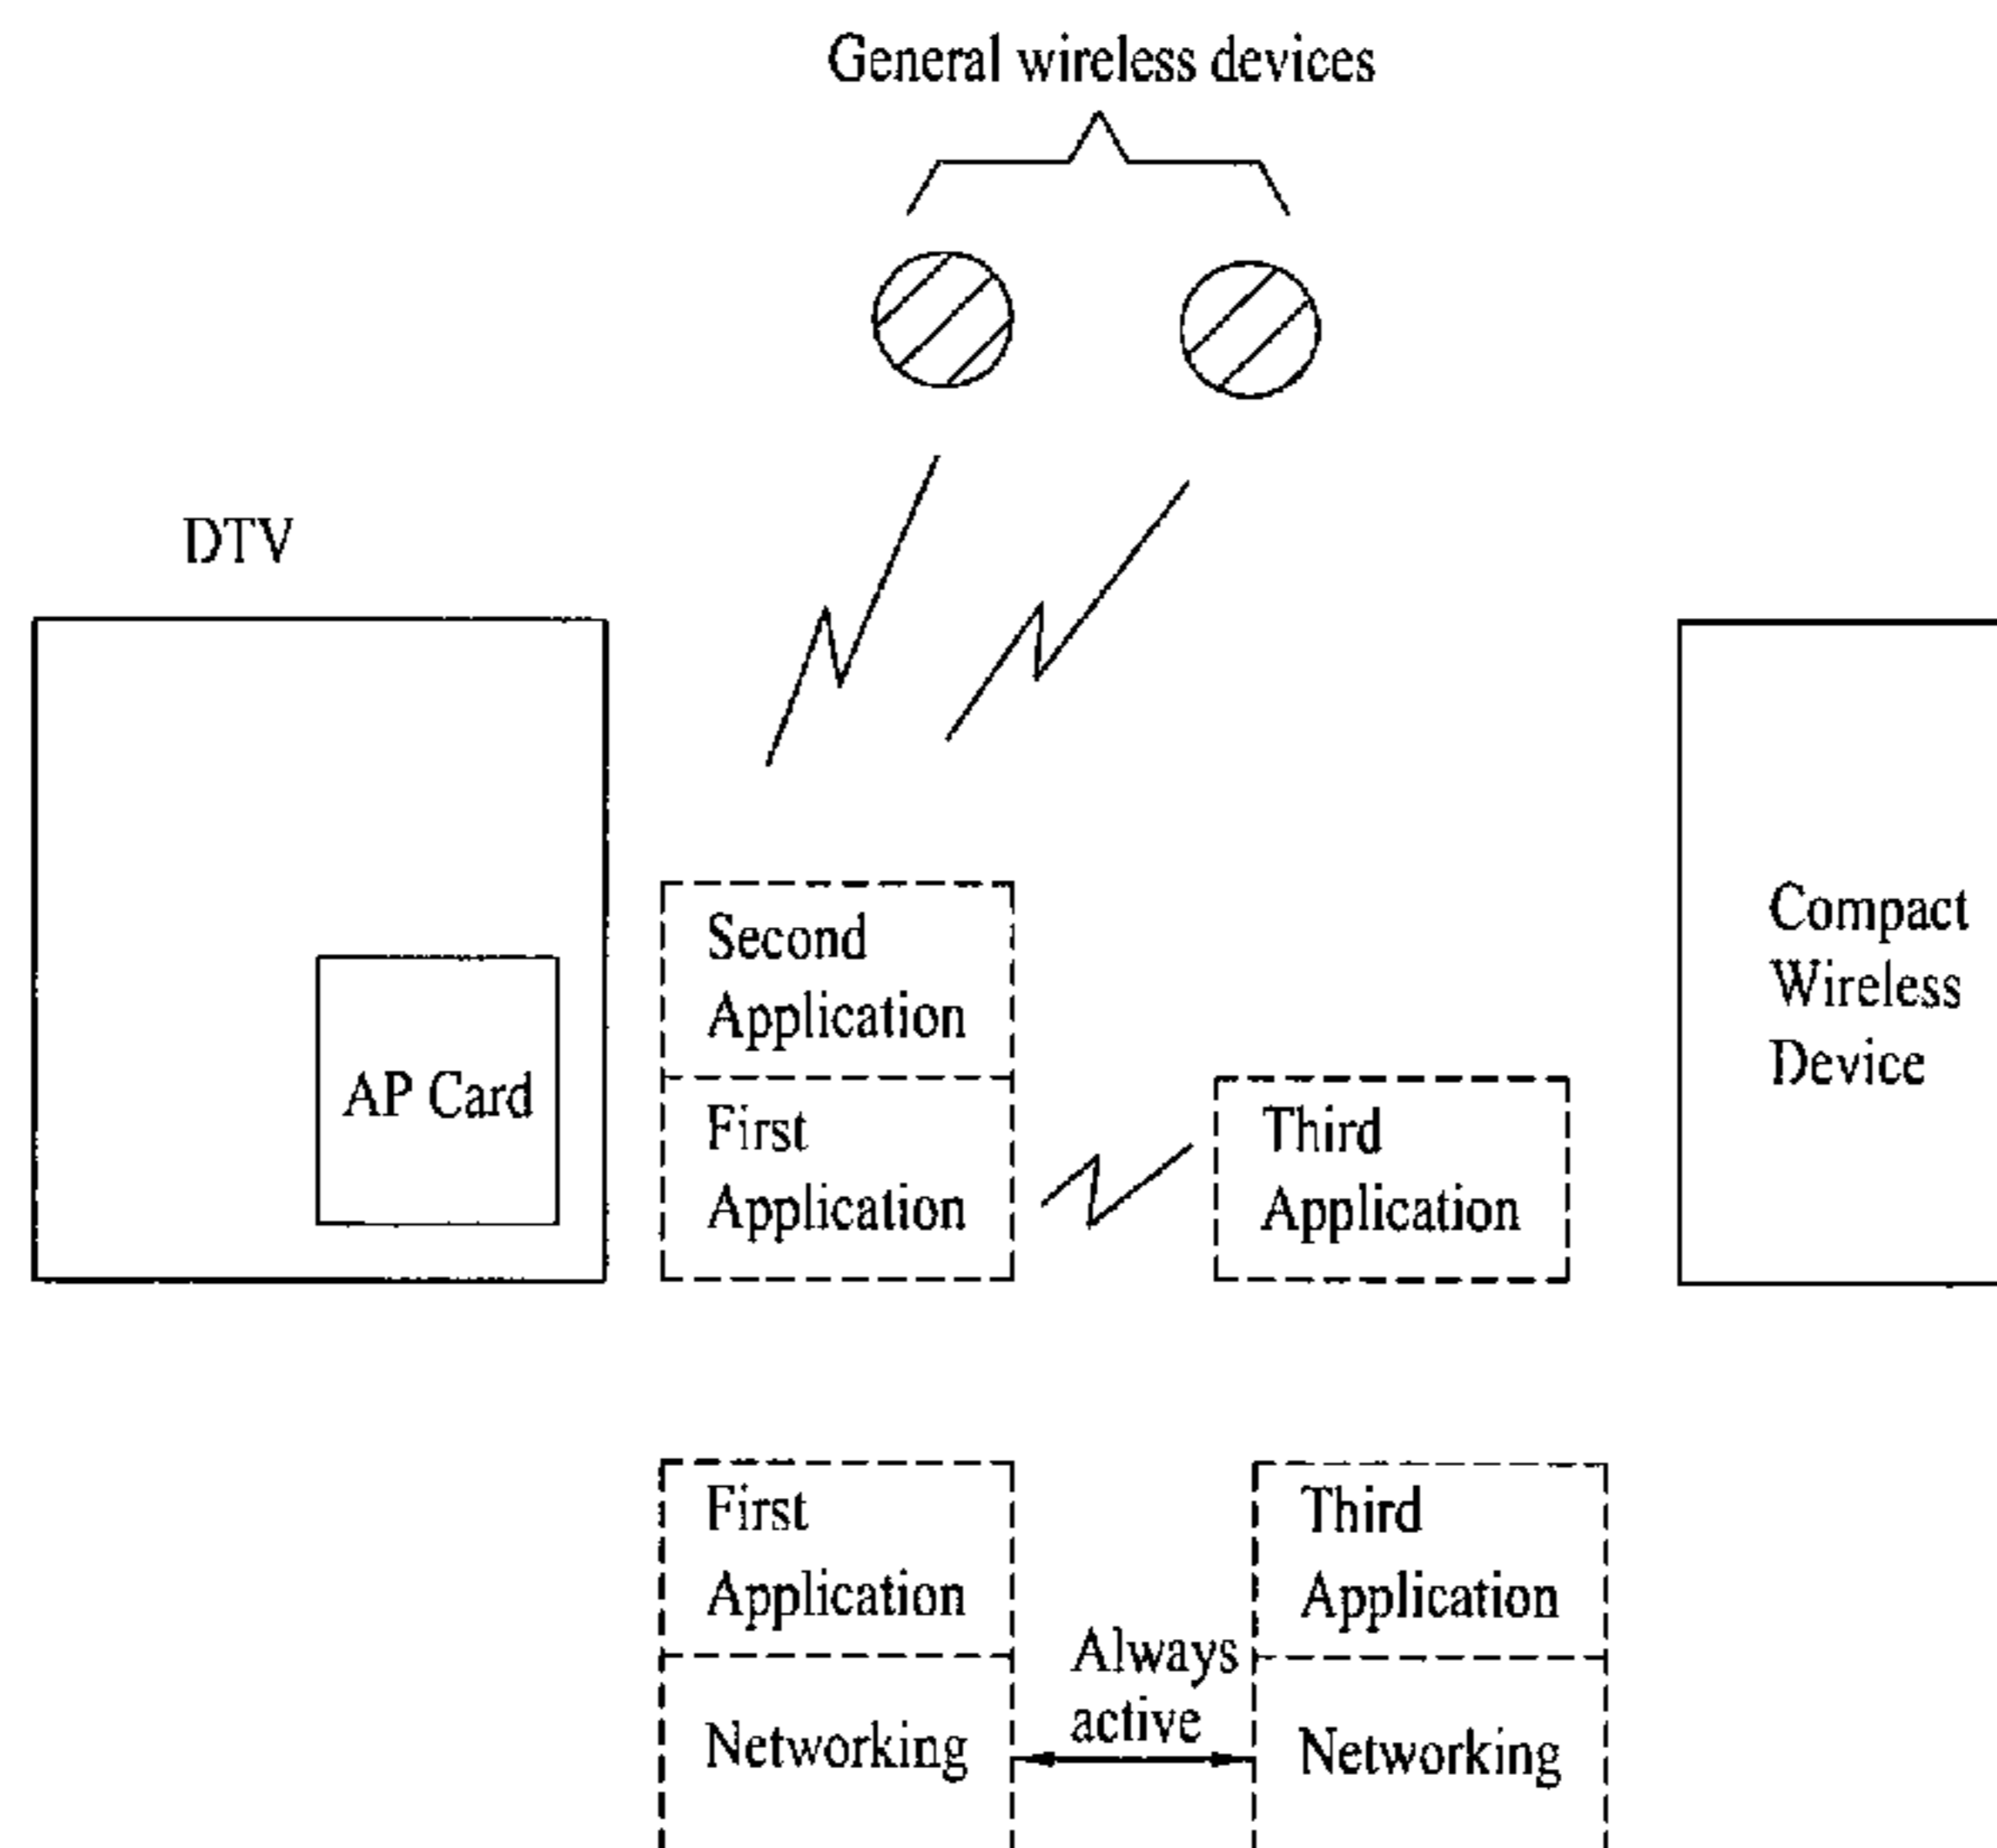 General wireless devices
DTV
AP Card
Second
Application
First
Application
Third
Application
Compact
Wireless
Device
First
Application
Networking
Always
active
Third
Application
Networking